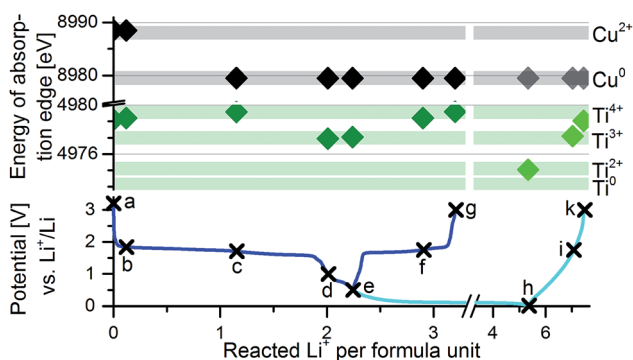 Energy of absorp-
tion edge [eV]
8990
8980
4980
4976
Cu²⁺
Cu⁰
Ti⁴⁺
Ti³⁺
Ti²⁺
Ti⁰
Potential [V]
vs. Li⁺/Li
3
2
1
0
a
b
c
d
e
f
g
h
i
k
0 1 2 3 4 6
Reacted Li⁺ per formula unit